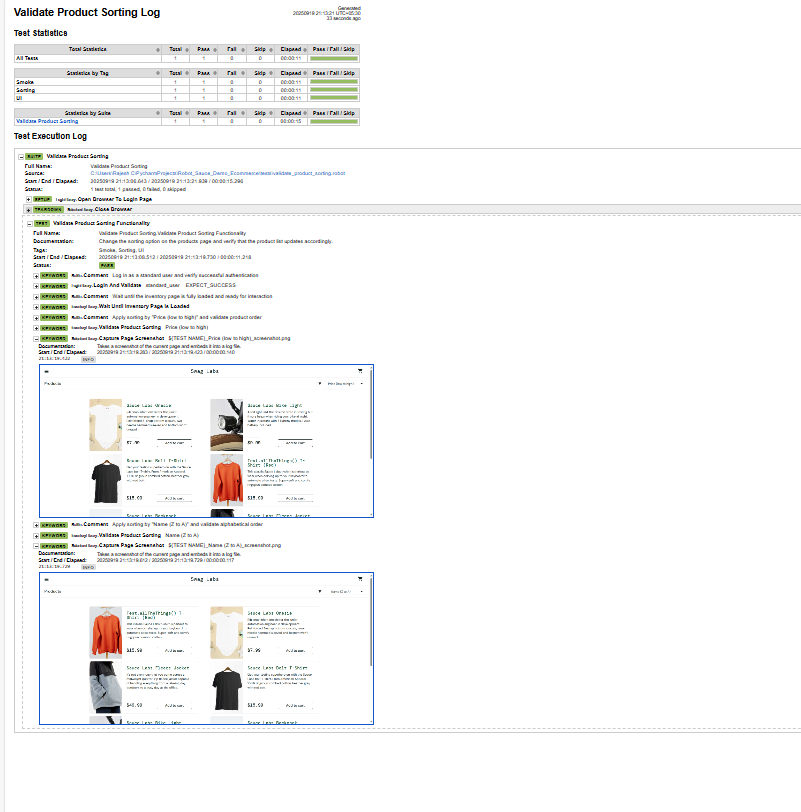 Validate Product Sorting Log
Generated
20250919 21:13:21 UTC+05:30
33 seconds ago
Test Statistics
Total Statistics Total Pass Fail Skip Elapsed Pass / Fail / Skip
All Tests 1 1 0 0 00:00:11
Statistics by Tag Total Pass Fail Skip Elapsed Pass / Fail / Skip
Smoke 1 1 0 0 00:00:11
Sorting 1 1 0 0 00:00:11
UI 1 1 0 0 00:00:11
Statistics by Suite Total Pass Fail Skip Elapsed Pass / Fail / Skip
Validate Product Sorting 1 1 0 0 00:00:15
Test Execution Log
SUITE Validate Product Sorting
Full Name: Validate Product Sorting
Source: C:\Users\Rajesh C\PycharmProjects\Robot_Sauce_Demo_Ecommerce\tests\validate_product_sorting.robot
Start / End / Elapsed: 20250919 21:13:06.643 / 20250919 21:13:21.939 / 00:00:15.296
Status: 1 test total, 1 passed, 0 failed, 0 skipped
SETUP Open Browser To Login Page
TEARDOWN Close Browser
TEST Validate Product Sorting Functionality
Full Name: Validate Product Sorting.Validate Product Sorting Functionality
Documentation: Change the sorting option on the products page and verify that the product list updates accordingly.
Tags: Smoke, Sorting, UI
Start / End / Elapsed: 20250919 21:13:08.512 / 20250919 21:13:19.730 / 00:00:11.218
Status: PASS
KEYWORD BuiltIn.Comment Log in as a standard user and verify successful authentication
KEYWORD Login And Validate standard_user EXPECT_SUCCESS
KEYWORD BuiltIn.Comment Wait until the inventory page is fully loaded and ready for interaction
KEYWORD Wait Until Inventory Page Is Loaded
KEYWORD BuiltIn.Comment Apply sorting by "Price (low to high)" and validate product order
KEYWORD Validate Product Sorting Price (low to high)
KEYWORD Capture Page Screenshot ${TEST NAME}_Price (low to high)_screenshot.png
Documentation: Takes a screenshot of the current page and embeds it into a log file.
Start / End / Elapsed: 20250919 21:13:19.283 / 20250919 21:13:19.423 / 00:00:00.140
21:13:19.422 INFO
Swag Labs
Products
Sauce Labs Onesie Sauce Labs Bike Light
$7.99 Add to cart $9.99 Add to cart
Sauce Labs Bolt T-Shirt Test.allTheThings() T-Shirt (Red)
$15.99 Add to cart $15.99 Add to cart
Sauce Labs Backpack Sauce Labs Fleece Jacket
KEYWORD BuiltIn.Comment Apply sorting by "Name (Z to A)" and validate alphabetical order
KEYWORD Validate Product Sorting Name (Z to A)
KEYWORD Capture Page Screenshot ${TEST NAME}_Name (Z to A)_screenshot.png
Documentation: Takes a screenshot of the current page and embeds it into a log file.
Start / End / Elapsed: 20250919 21:13:19.612 / 20250919 21:13:19.729 / 00:00:00.117
21:13:19.729 INFO
Swag Labs
Products
Test.allTheThings() T-Shirt (Red) Sauce Labs Onesie
$15.99 Add to cart $7.99 Add to cart
Sauce Labs Fleece Jacket Sauce Labs Bolt T-Shirt
$49.99 Add to cart $15.99 Add to cart
Sauce Labs Bike Light Sauce Labs Backpack